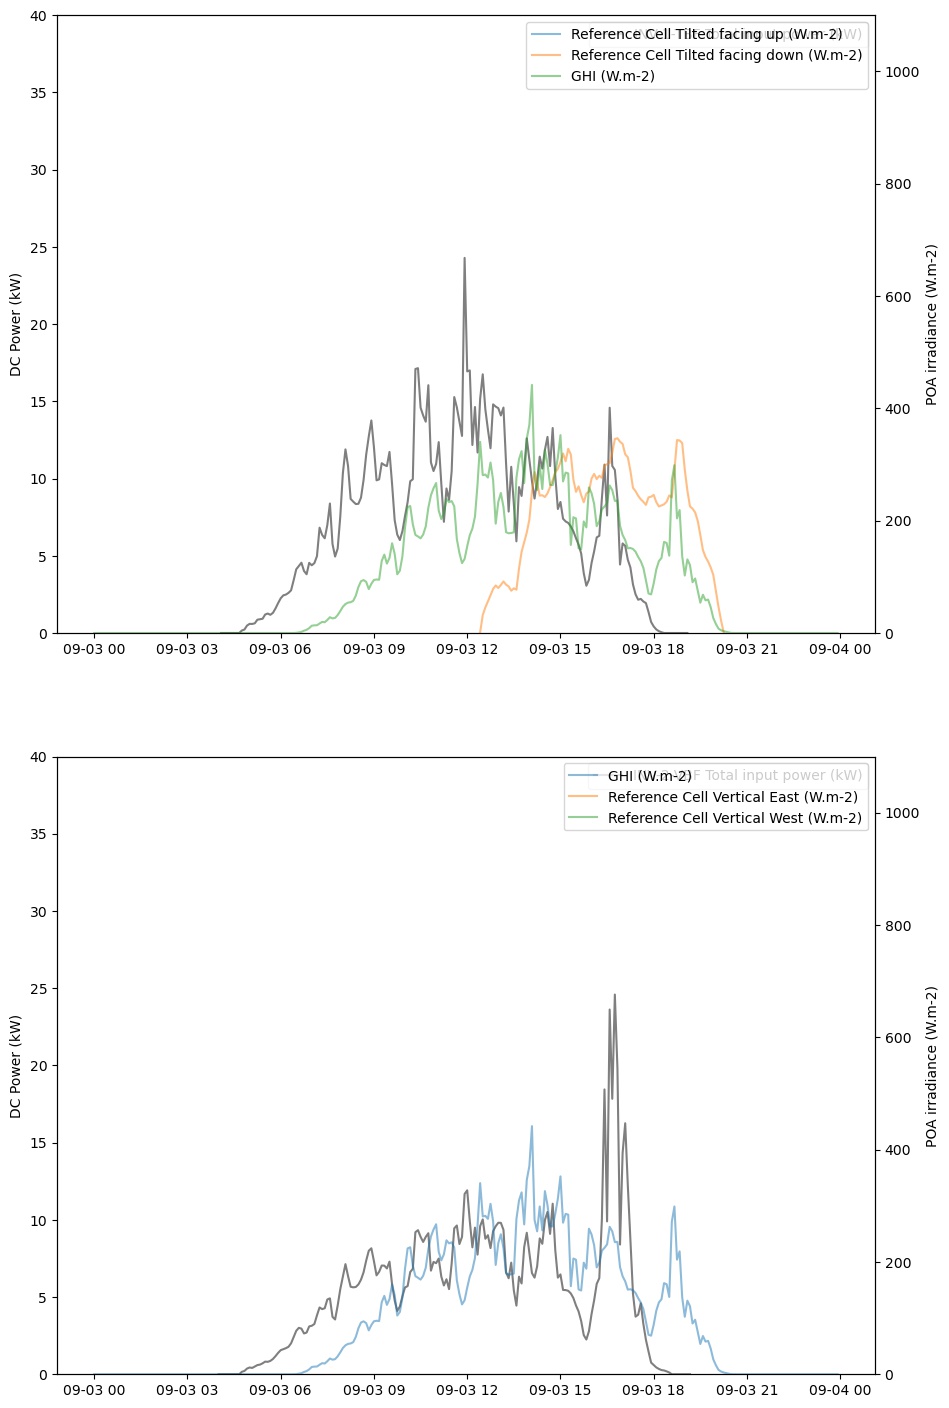 40
35
30
25
20
15
10
5
0
DC Power (kW)
Reference Cell Tilted facing up (W.m-2)
Reference Cell Tilted facing down (W.m-2)
GHI (W.m-2)
1000
800
600
400
200
0
POA irradiance (W.m-2)
09-03 00 09-03 03 09-03 06 09-03 09 09-03 12 09-03 15 09-03 18 09-03 21 09-04 00
40
35
30
25
20
15
10
5
0
DC Power (kW)
GHI (W.m-2) Total input power (kW)
Reference Cell Vertical East (W.m-2)
Reference Cell Vertical West (W.m-2)
1000
800
600
400
200
0
POA irradiance (W.m-2)
09-03 00 09-03 03 09-03 06 09-03 09 09-03 12 09-03 15 09-03 18 09-03 21 09-04 00